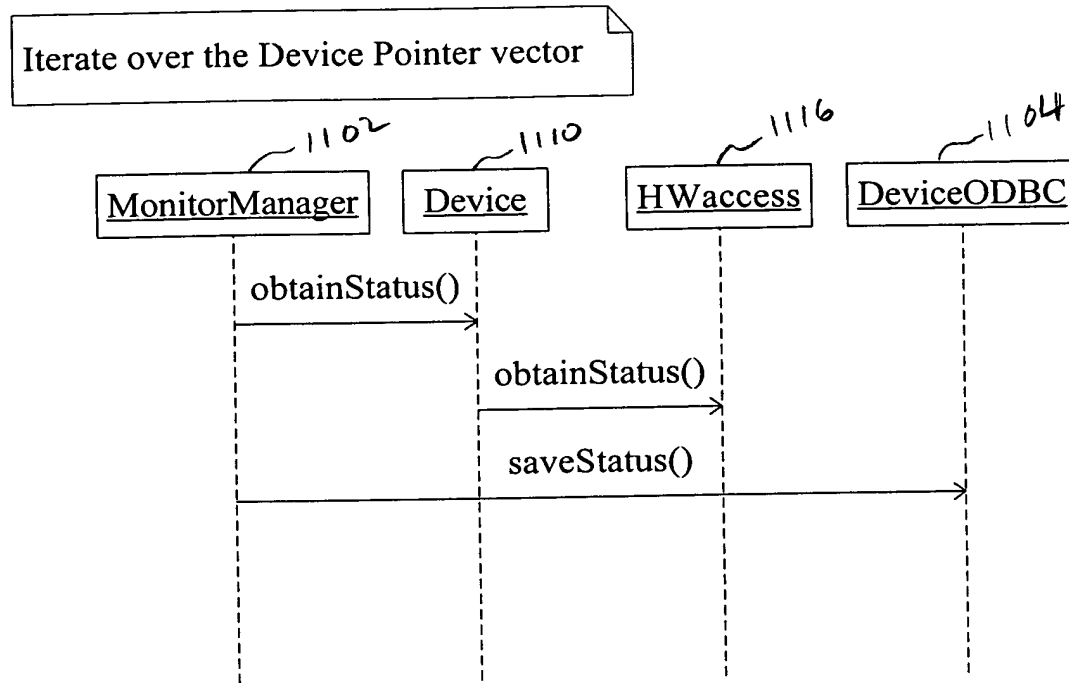 Iterate over the Device Pointer vector
1102
1110
1116
1104
MonitorManager
Device
HWaccess
DeviceODBC
obtainStatus()
obtainStatus()
saveStatus()